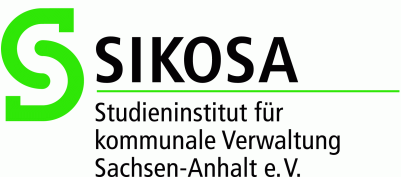 SIKOSA
Studieninstitut für
kommunale Verwaltung
Sachsen-Anhalt e. V.